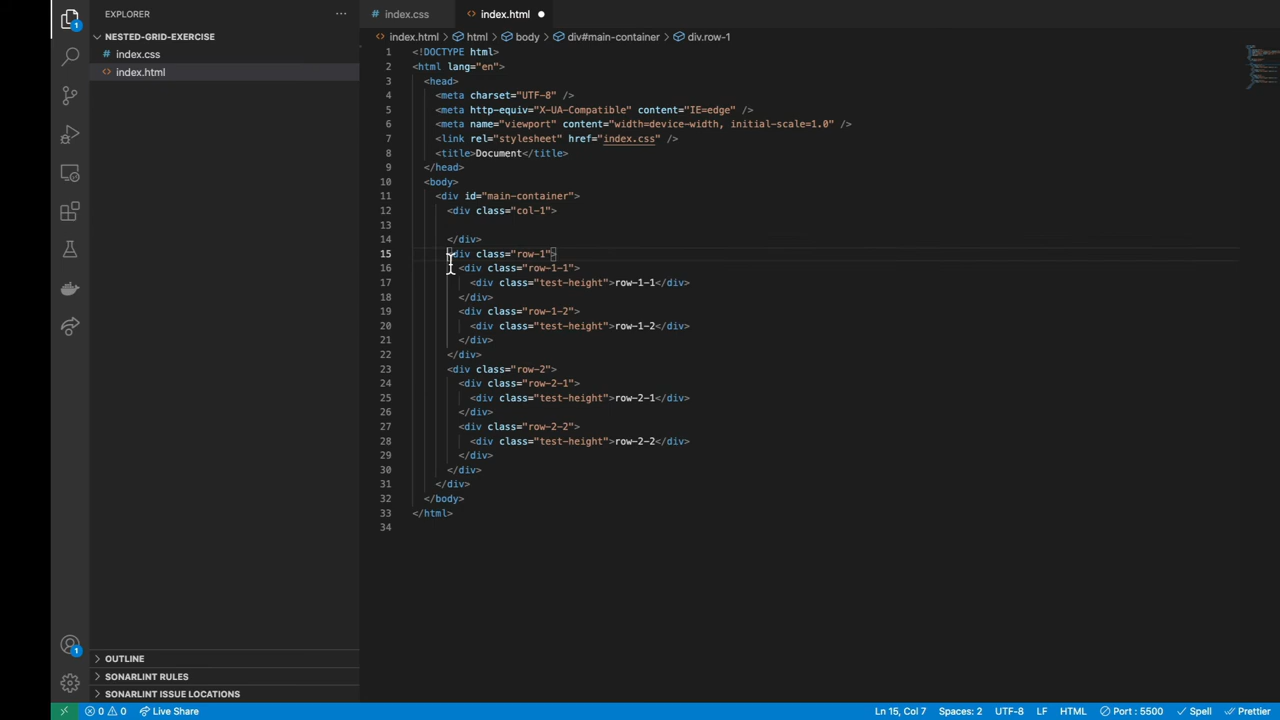 EXPLORER
···
NESTED-GRID-EXERCISE
# index.css
<> index.html
OUTLINE
SONARLINT RULES
SONARLINT ISSUE LOCATIONS
1
1
# index.css
<> index.html
<> index.html > html > body > div#main-container > div.row-1
1 <!DOCTYPE html>
2 <html lang="en">
3 <head>
4 <meta charset="UTF-8" />
5 <meta http-equiv="X-UA-Compatible" content="IE=edge" />
6 <meta name="viewport" content="width=device-width, initial-scale=1.0" />
7 <link rel="stylesheet" href="index.css" />
8 <title>Document</title>
9 </head>
10 <body>
11 <div id="main-container">
12 <div class="col-1">
13
14 </div>
15 <div class="row-1">
16 <div class="row-1-1">
17 <div class="test-height">row-1-1</div>
18 </div>
19 <div class="row-1-2">
20 <div class="test-height">row-1-2</div>
21 </div>
22 </div>
23 <div class="row-2">
24 <div class="row-2-1">
25 <div class="test-height">row-2-1</div>
26 </div>
27 <div class="row-2-2">
28 <div class="test-height">row-2-2</div>
29 </div>
30 </div>
31 </div>
32 </body>
33 </html>
34
0 0 Live Share Ln 15, Col 7 Spaces: 2 UTF-8 LF HTML Port : 5500 Spell Prettier